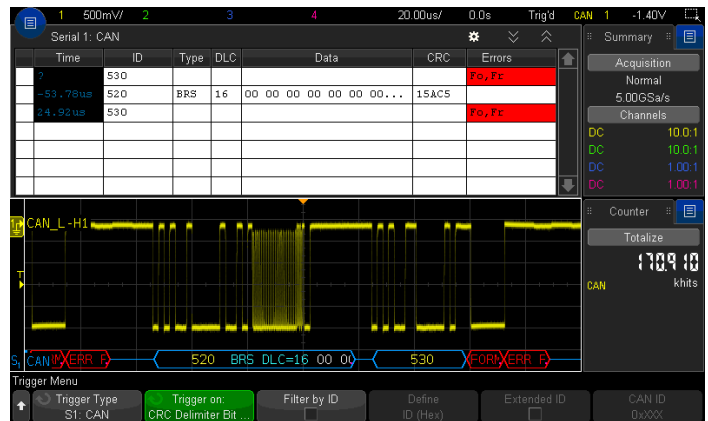 1 500mV/ 2 3 4 20.00us/ 0.0s Trig'd CAN 1 -1.40V
Serial 1: CAN
Time ID Type DLC Data CRC Errors
? 530 Fo,Fr
-53.78us 520 BRS 16 00 00 00 00 00 00 00... 15AC5
24.92us 530 Fo,Fr
Summary
Acquisition
Normal
5.00GSa/s
Channels
DC 10.0:1
DC 10.0:1
DC 1.00:1
DC 1.00:1
Counter
Totalize
170.910
CAN khits
CAN_L -H1
T
S1 CAN ERR F 520 BRS DLC=16 00 0 530 FORM ERR F
Trigger Menu
Trigger Type
S1: CAN
Trigger on:
CRC Delimiter Bit ...
Filter by ID
Define
ID (Hex)
Extended ID
CAN ID
0xXXX